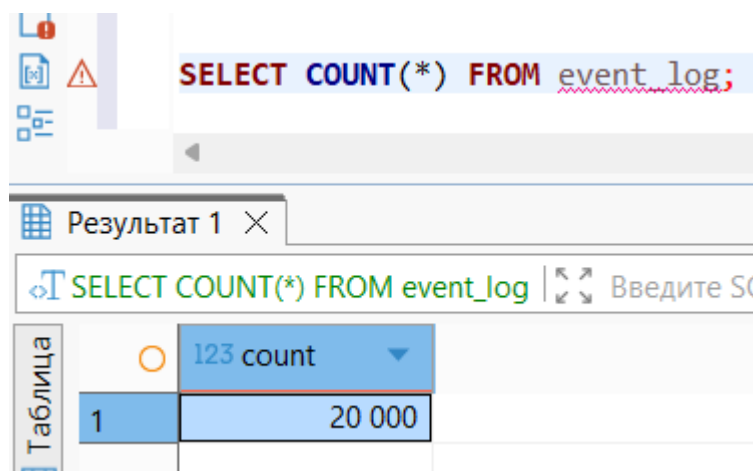 SELECT COUNT(*) FROM event_log;
Результат 1
SELECT COUNT(*) FROM event_log Введите
123 count
Таблица
1 20 000